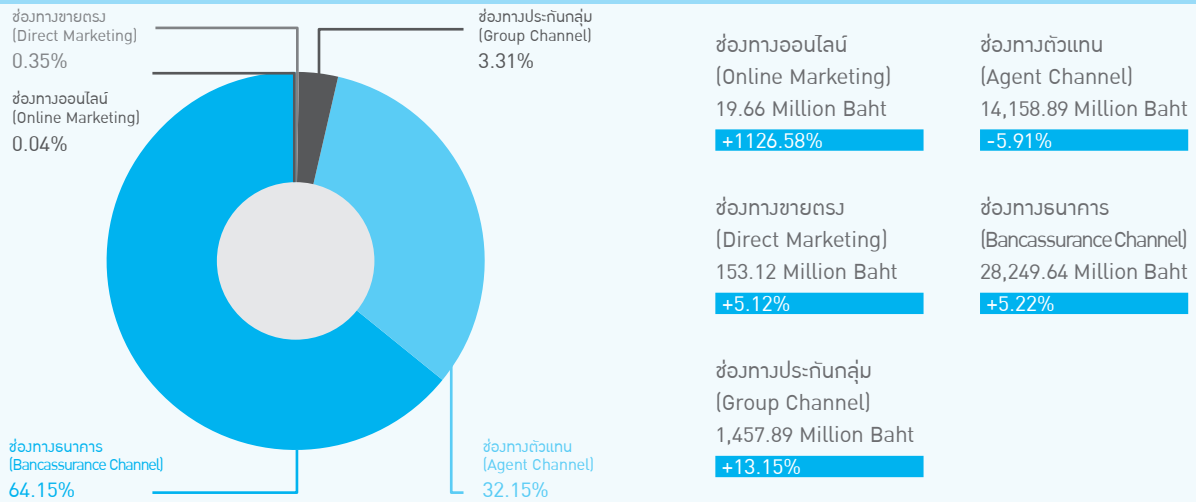 ช่องทางขายตรง
(Direct Marketing)
0.35%
ช่องทางออนไลน์
(Online Marketing)
0.04%
ช่องทางประกันกลุ่ม
(Group Channel)
3.31%
ช่องทางธนาคาร
(Bancassurance Channel)
64.15%
ช่องทางตัวแทน
(Agent Channel)
32.15%
ช่องทางออนไลน์
(Online Marketing)
19.66 Million Baht
+1126.58%
ช่องทางตัวแทน
(Agent Channel)
14,158.89 Million Baht
-5.91%
ช่องทางขายตรง
(Direct Marketing)
153.12 Million Baht
+5.12%
ช่องทางธนาคาร
(Bancassurance Channel)
28,249.64 Million Baht
+5.22%
ช่องทางประกันกลุ่ม
(Group Channel)
1,457.89 Million Baht
+13.15%